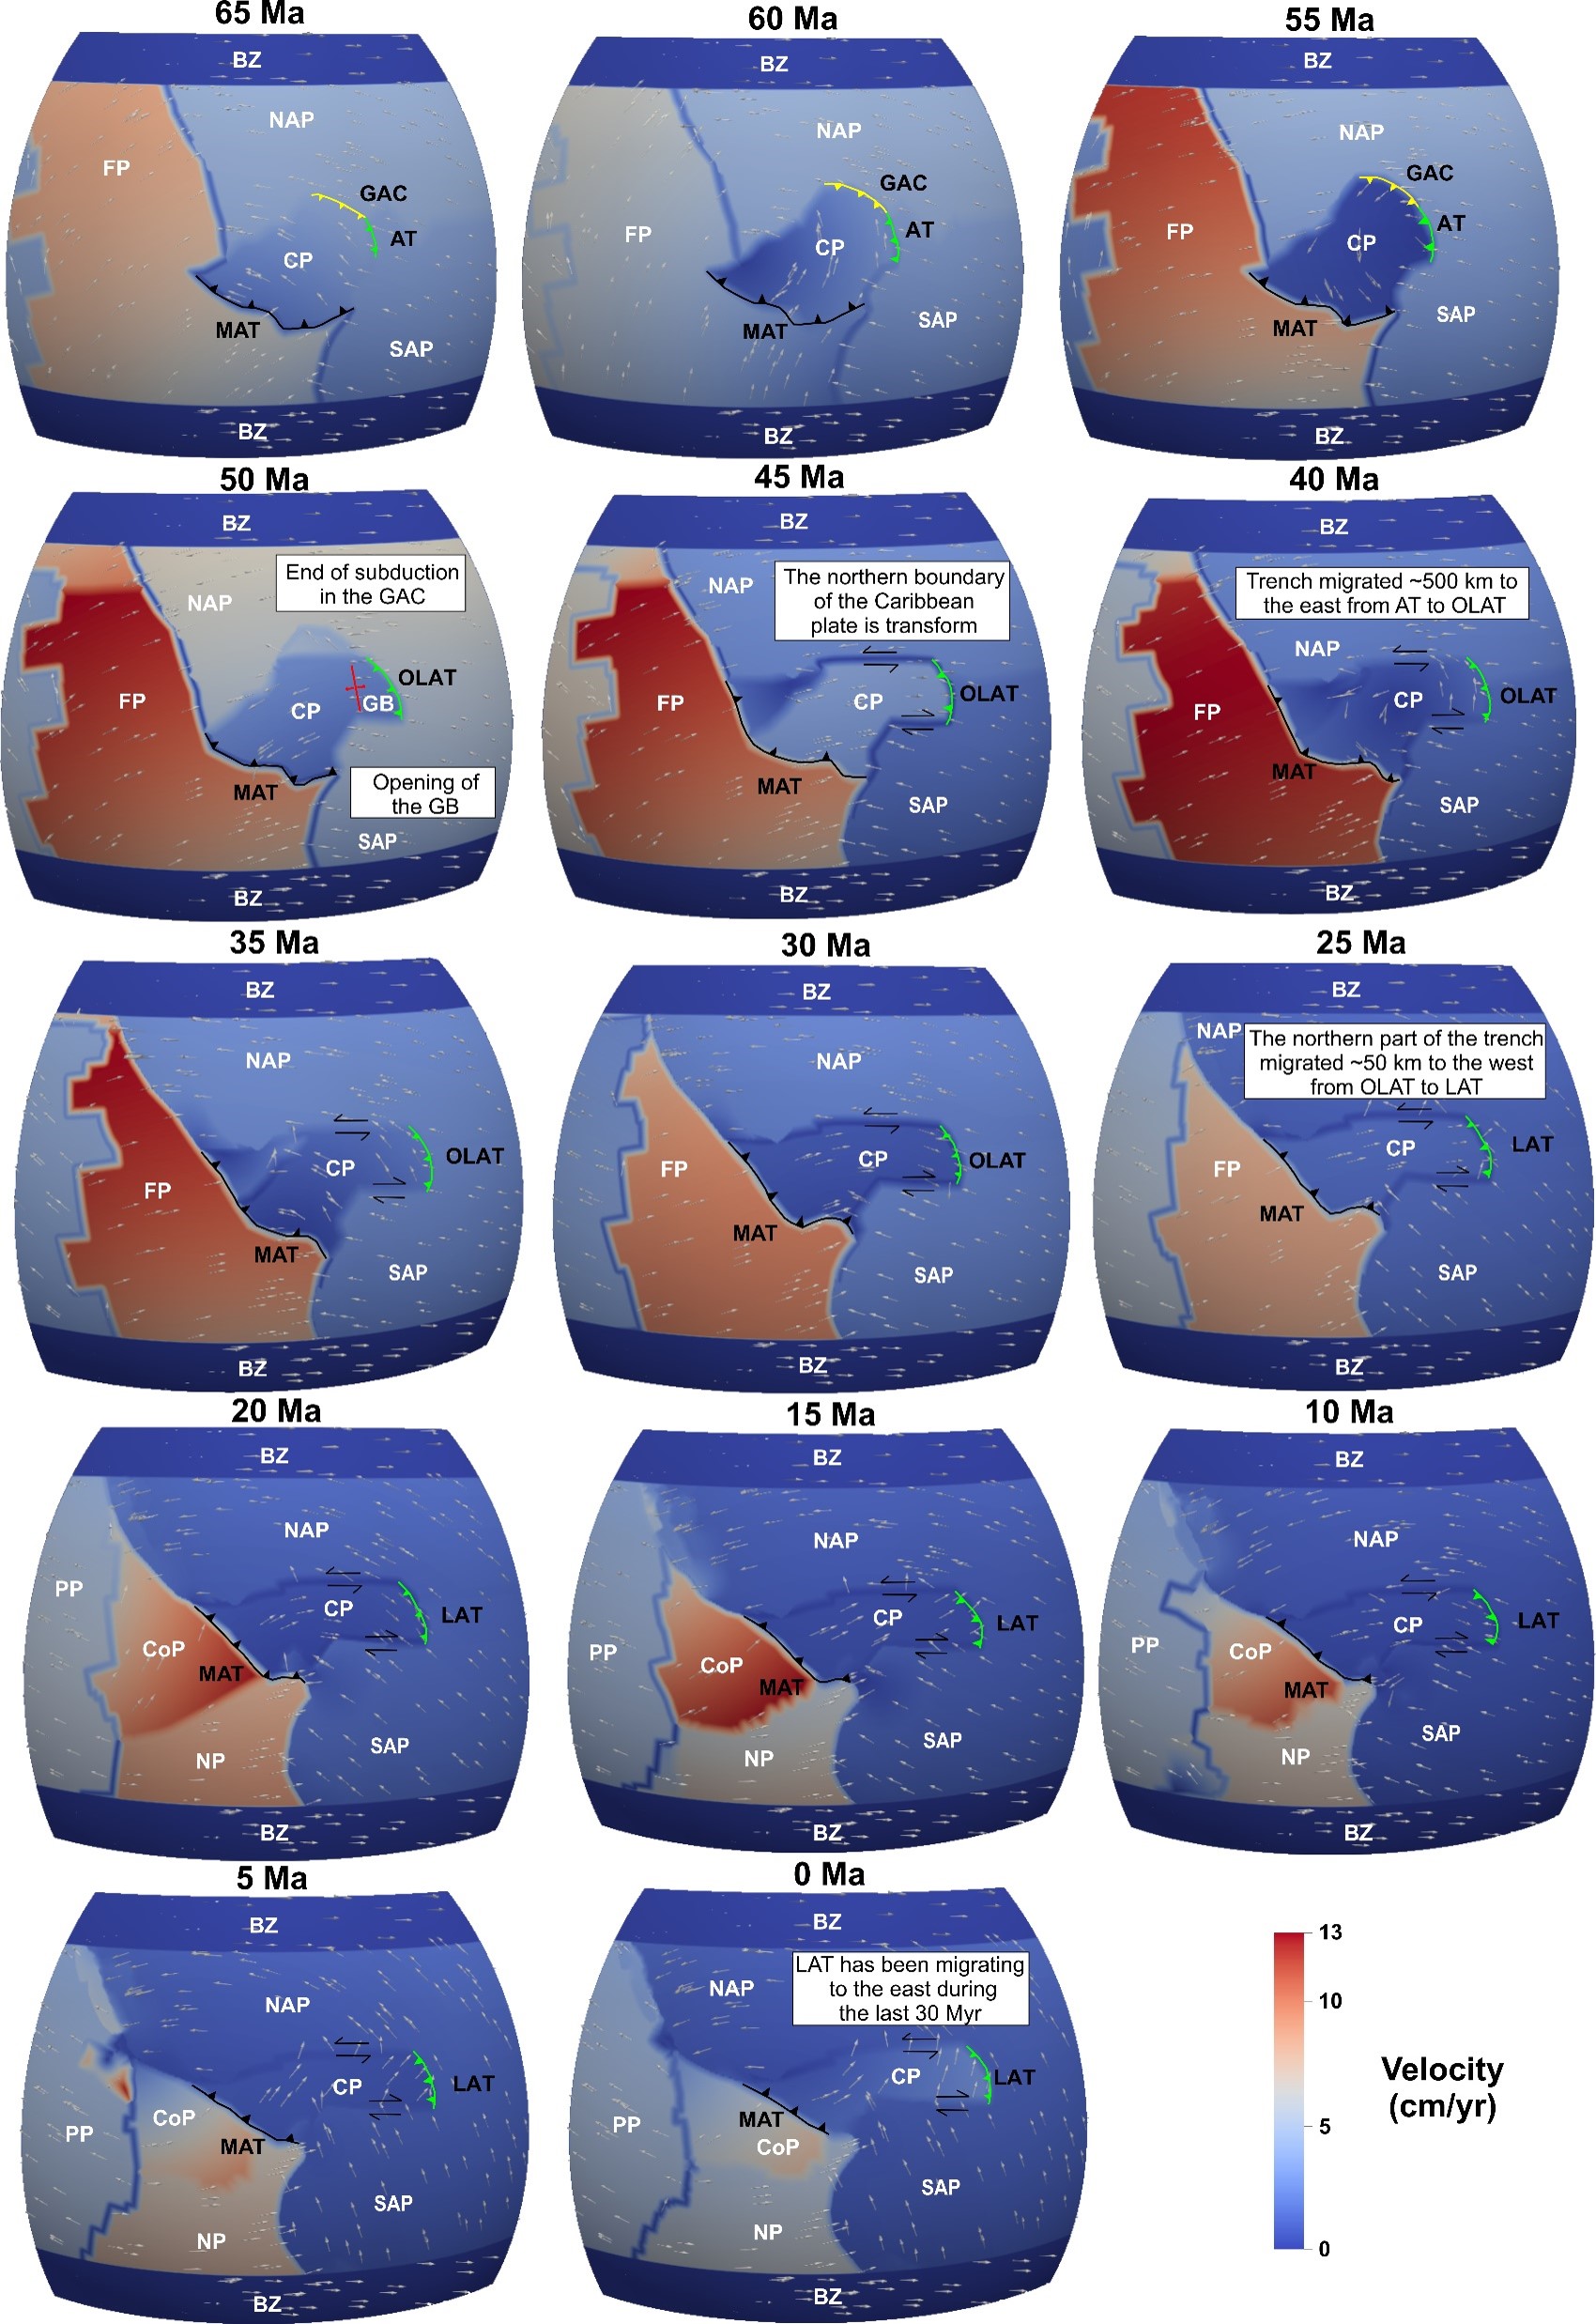 65 Ma
60 Ma
55 Ma
BZ
NAP
FP
GAC
AT
CP
MAT
SAP
BZ
BZ
NAP
GAC
AT
FP
CP
SAP
MAT
BZ
BZ
NAP
GAC
AT
FP
CP
SAP
MAT
BZ
50 Ma
45 Ma
40 Ma
BZ
End of subduction
in the GAC
NAP
OLAT
FP
GB
CP
MAT
Opening of
the GB
SAP
BZ
BZ
The northern boundary
of the Caribbean
plate is transform
NAP
OLAT
FP
CP
MAT
SAP
BZ
BZ
Trench migrated ~500 km to
the east from AT to OLAT
NAP
OLAT
CP
FP
MAT
SAP
BZ
35 Ma
30 Ma
25 Ma
BZ
NAP
OLAT
CP
FP
MAT
SAP
BZ
BZ
NAP
OLAT
CP
FP
MAT
SAP
BZ
BZ
NAP
The northern part of the trench
migrated ~50 km to the west
from OLAT to LAT
LAT
CP
FP
MAT
SAP
BZ
20 Ma
15 Ma
10 Ma
BZ
NAP
PP
CP
LAT
CoP
MAT
SAP
NP
BZ
BZ
NAP
CP
LAT
PP
CoP
MAT
SAP
NP
BZ
BZ
NAP
CP
LAT
PP
CoP
MAT
SAP
NP
BZ
5 Ma
0 Ma
BZ
NAP
CP
LAT
CoP
PP
MAT
SAP
NP
BZ
BZ
LAT has been migrating
to the east during
the last 30 Myr
NAP
CP
LAT
MAT
PP
CoP
SAP
NP
BZ
13
10
Velocity
(cm/yr)
5
0